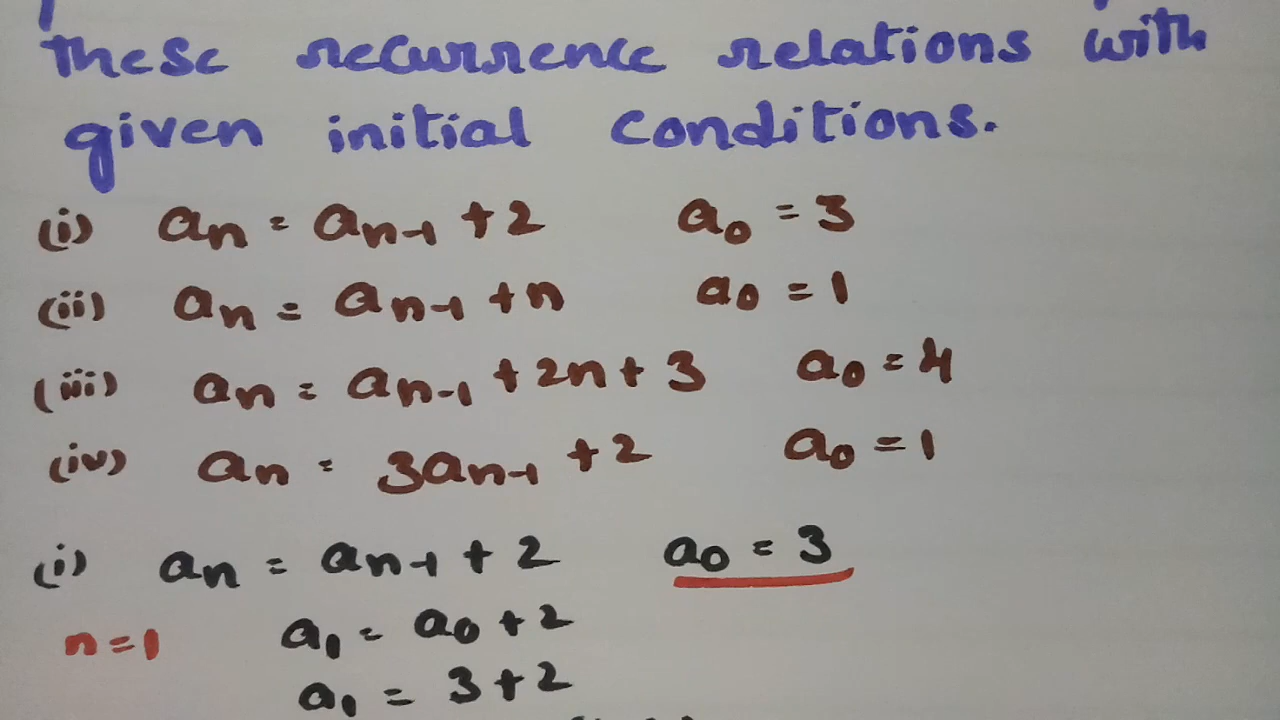 these recurrence relations with
given initial conditions.
(i) aₙ = aₙ₋₁ + 2 a₀ = 3
(ii) aₙ = aₙ₋₁ + n a₀ = 1
(iii) aₙ = aₙ₋₁ + 2n + 3 a₀ = 4
(iv) aₙ = 3aₙ₋₁ + 2 a₀ = 1
(i) aₙ = aₙ₋₁ + 2 a₀ = 3
n = 1 a₁ = a₀ + 2
a₁ = 3 + 2